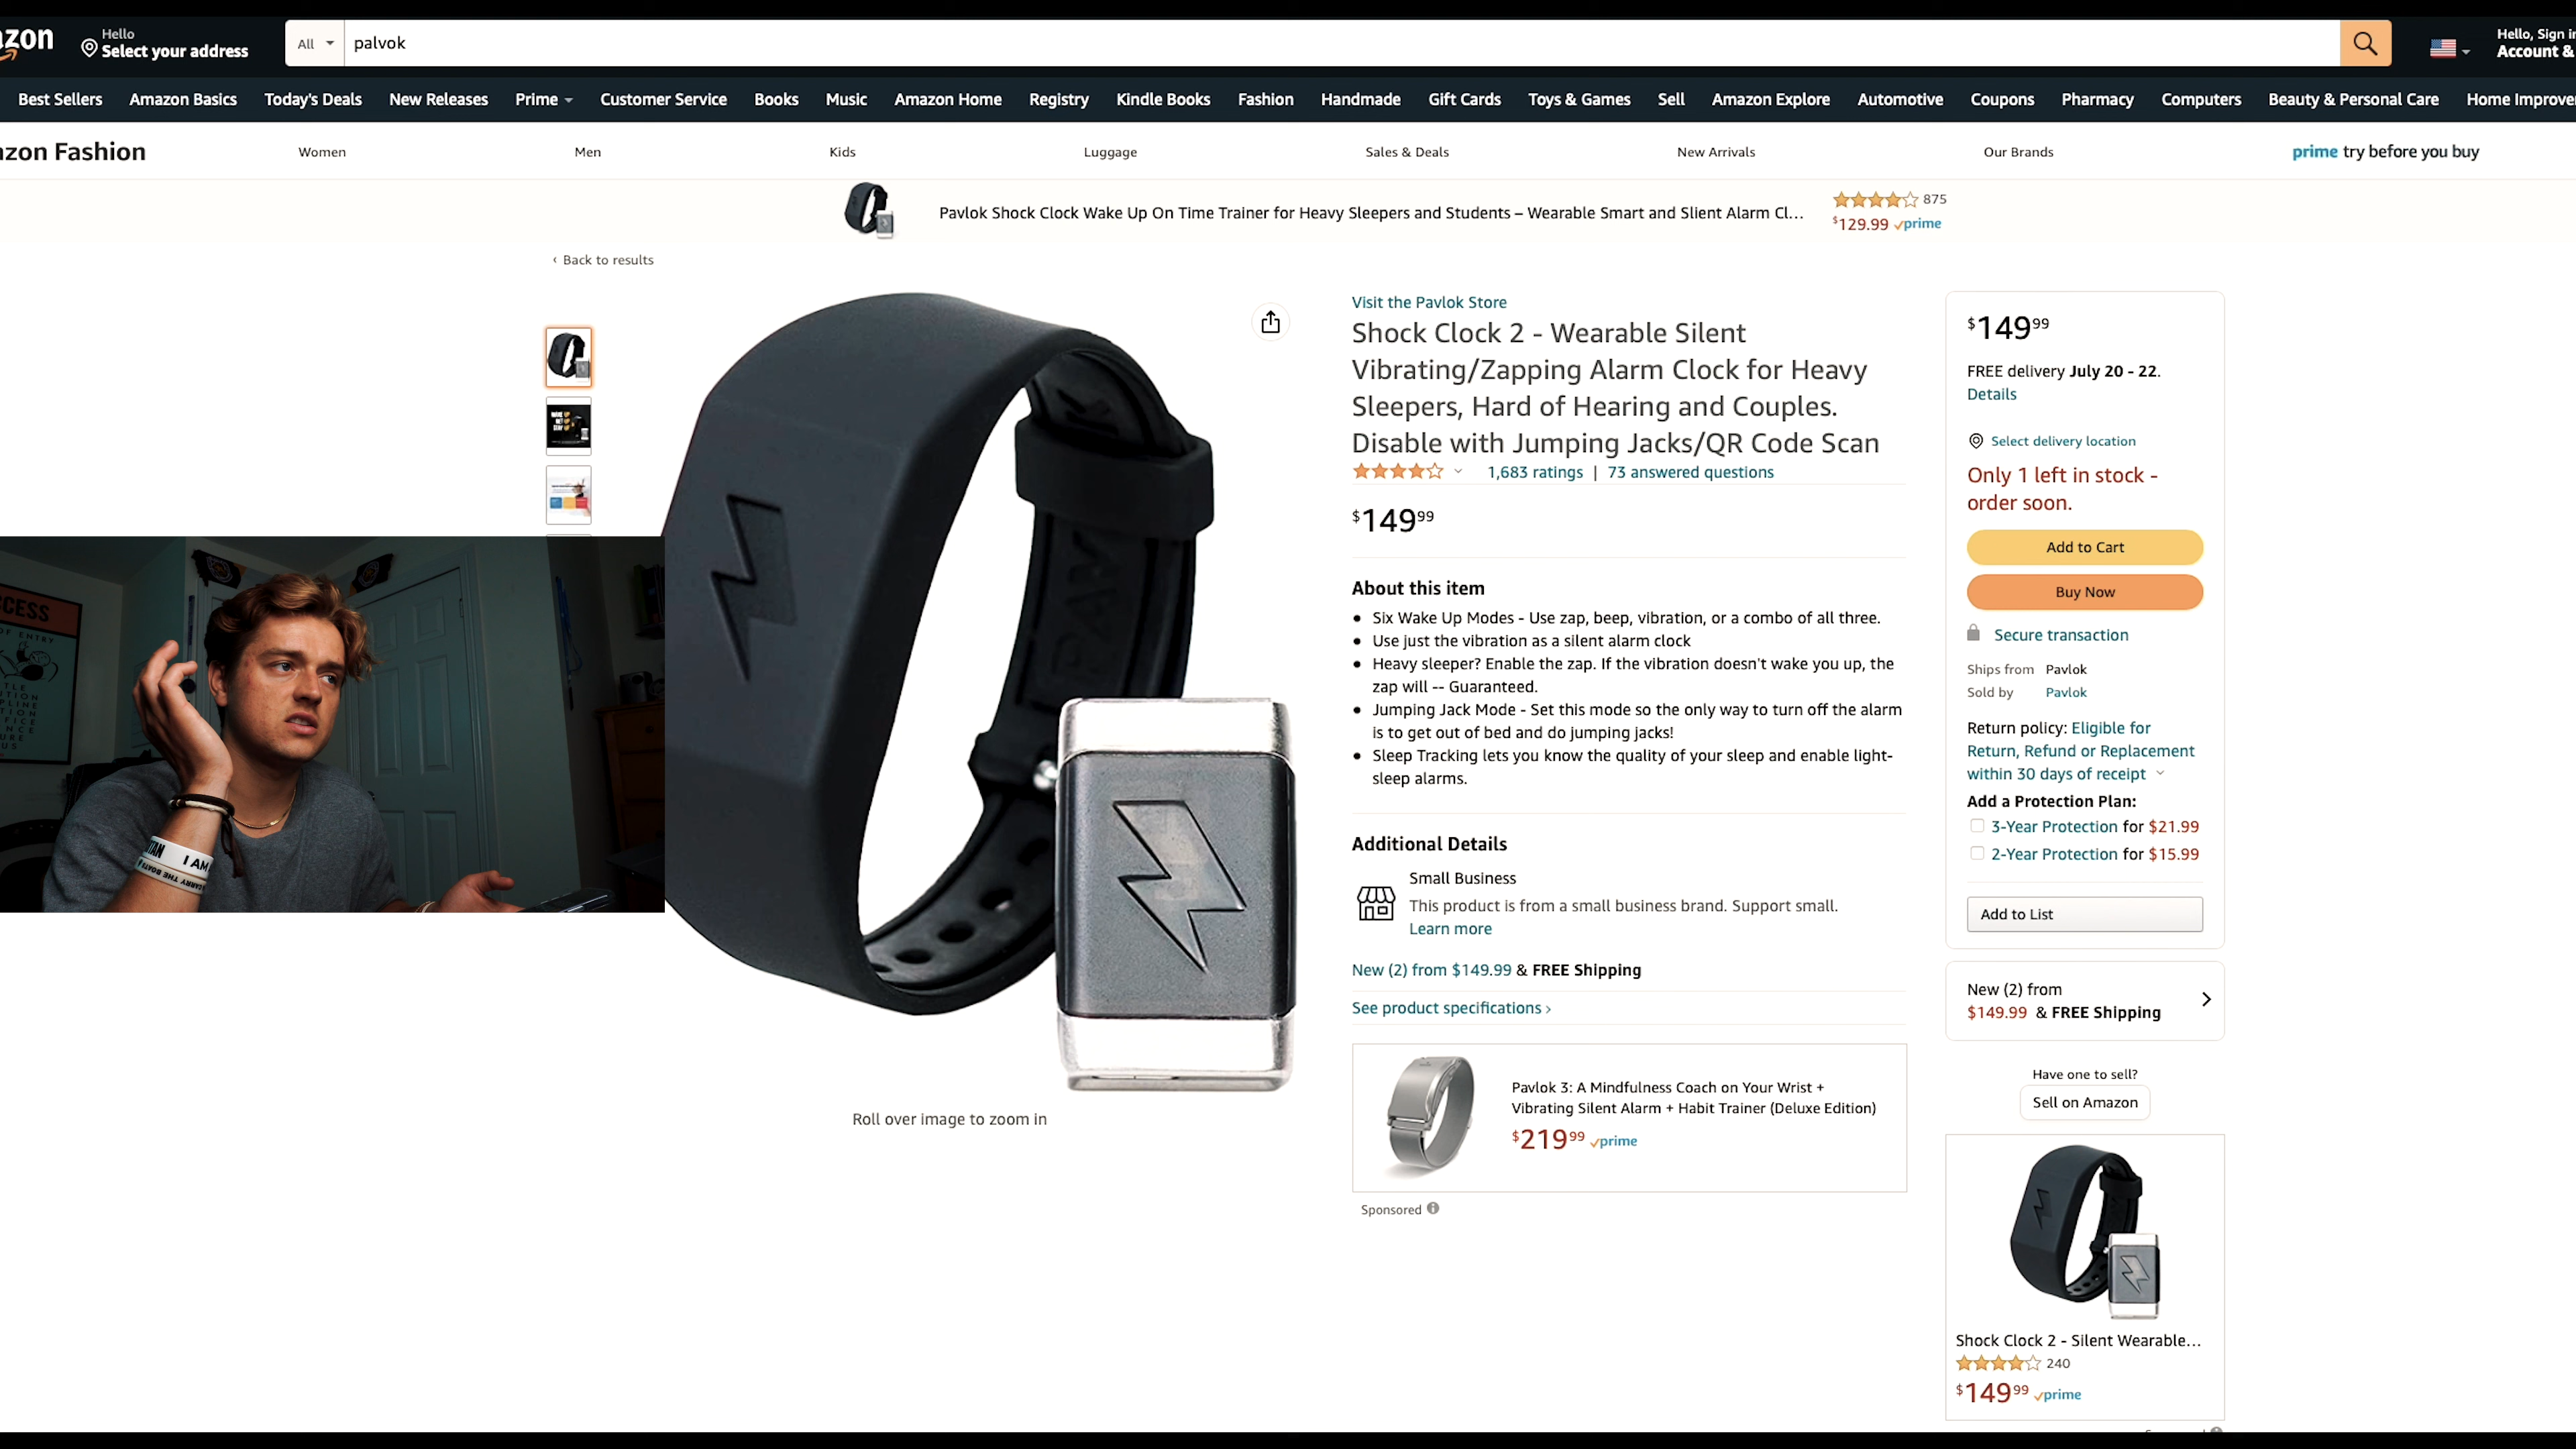 azon
Hello
Select your address
All
palvok
Hello, Sign in
Account &
Best Sellers Amazon Basics Today's Deals New Releases Prime Customer Service Books Music Amazon Home Registry Kindle Books Fashion Handmade Gift Cards Toys & Games Sell Amazon Explore Automotive Coupons Pharmacy Computers Beauty & Personal Care Home Improve
azon Fashion
Women Men Kids Luggage Sales & Deals New Arrivals Our Brands prime try before you buy
Pavlok Shock Clock Wake Up On Time Trainer for Heavy Sleepers and Students – Wearable Smart and Slient Alarm Cl...
875
$129.99 prime
‹ Back to results
Visit the Pavlok Store
Shock Clock 2 - Wearable Silent
Vibrating/Zapping Alarm Clock for Heavy
Sleepers, Hard of Hearing and Couples.
Disable with Jumping Jacks/QR Code Scan
1,683 ratings | 73 answered questions
$149 99
About this item
• Six Wake Up Modes - Use zap, beep, vibration, or a combo of all three.
• Use just the vibration as a silent alarm clock
• Heavy sleeper? Enable the zap. If the vibration doesn't wake you up, the
zap will -- Guaranteed.
• Jumping Jack Mode - Set this mode so the only way to turn off the alarm
is to get out of bed and do jumping jacks!
• Sleep Tracking lets you know the quality of your sleep and enable light-
sleep alarms.
Additional Details
Small Business
This product is from a small business brand. Support small.
Learn more
New (2) from $149.99 & FREE Shipping
See product specifications ›
Pavlok 3: A Mindfulness Coach on Your Wrist +
Vibrating Silent Alarm + Habit Trainer (Deluxe Edition)
$219 99 prime
Sponsored
Roll over image to zoom in
PAV
CCESS
OF ENTRY
TAN I AM
CARRY THE BOATS
$149 99
FREE delivery July 20 - 22.
Details
Select delivery location
Only 1 left in stock -
order soon.
Add to Cart
Buy Now
Secure transaction
Ships from Pavlok
Sold by Pavlok
Return policy: Eligible for
Return, Refund or Replacement
within 30 days of receipt
Add a Protection Plan:
3-Year Protection for $21.99
2-Year Protection for $15.99
Add to List
New (2) from
$149.99 & FREE Shipping
Have one to sell?
Sell on Amazon
Shock Clock 2 - Silent Wearable...
240
$149 99 prime